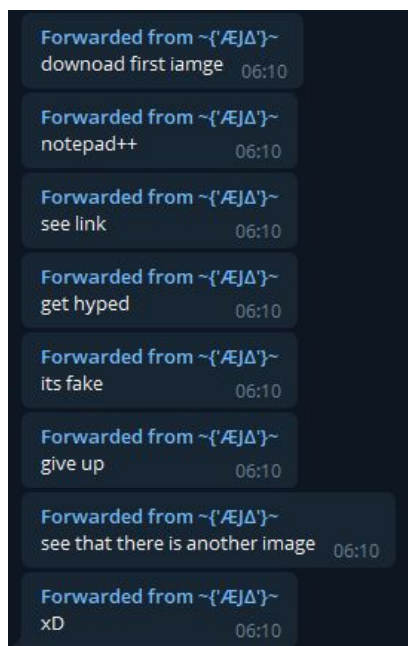 Forwarded from ~{'ÆJΔ'}~
downoad first iamge 06:10
Forwarded from ~{'ÆJΔ'}~
notepad++ 06:10
Forwarded from ~{'ÆJΔ'}~
see link 06:10
Forwarded from ~{'ÆJΔ'}~
get hyped 06:10
Forwarded from ~{'ÆJΔ'}~
its fake 06:10
Forwarded from ~{'ÆJΔ'}~
give up 06:10
Forwarded from ~{'ÆJΔ'}~
see that there is another image 06:10
Forwarded from ~{'ÆJΔ'}~
xD 06:10